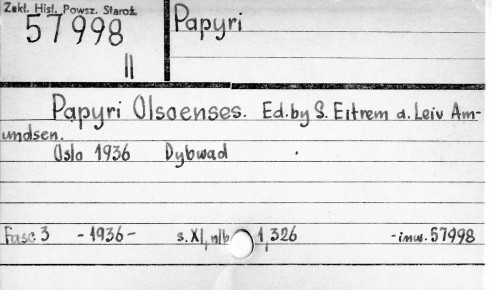 Zakł. Hist. Powsz. Staroż.
57998
II
Papyri
Papyri Olsoenses. Ed. by S. Eitrem a. Leiv Am-
undsen.
Oslo 1936 Dybwad
Fasc 3 -1936- s. XI, nlb 1, 326 -inw. 57998